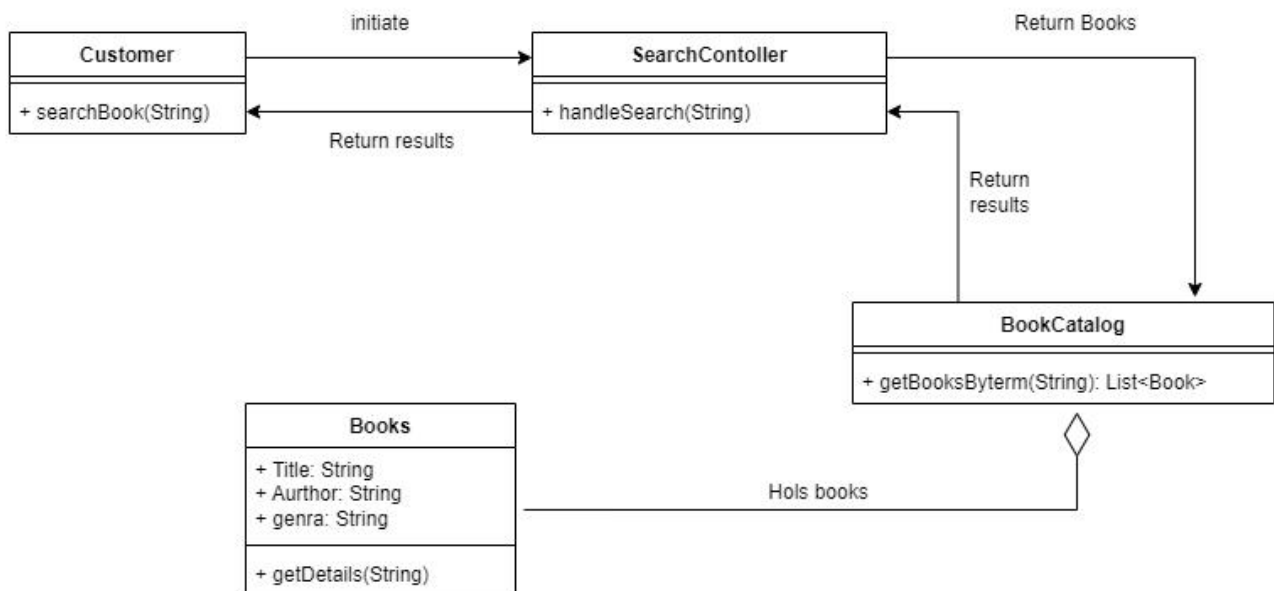 initiate
Return Books
Customer
SearchContoller
+ searchBook(String)
+ handleSearch(String)
Return results
Return
results
BookCatalog
+ getBooksByterm(String): List<Book>
Books
+ Title: String
+ Aurthor: String
+ genra: String
Hols books
+ getDetails(String)